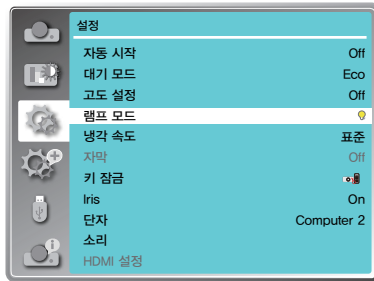 설정
자동 시작 Off
대기 모드 Eco
고도 설정 Off
램프 모드
냉각 속도 표준
자막 Off
키 잠금
Iris On
단자 Computer 2
소리
HDMI 설정